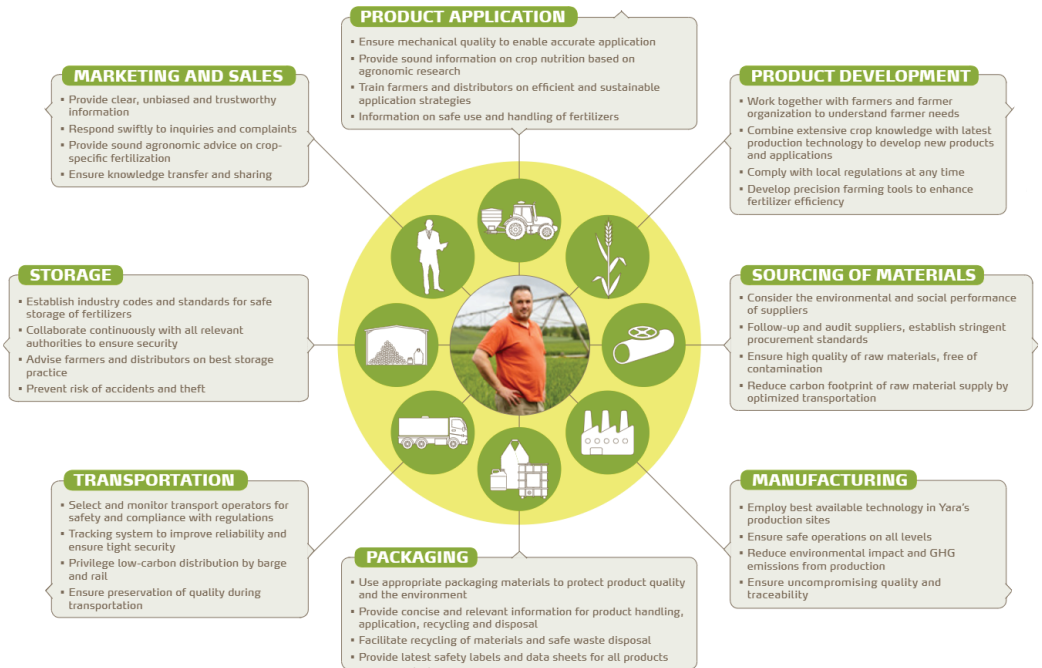 PRODUCT APPLICATION
▪ Ensure mechanical quality to enable accurate application
▪ Provide sound information on crop nutrition based on
agronomic research
▪ Train farmers and distributors on efficient and sustainable
application strategies
▪ Information on safe use and handling of fertilizers
MARKETING AND SALES
▪ Provide clear, unbiased and trustworthy
information
▪ Respond swiftly to inquiries and complaints
▪ Provide sound agronomic advice on crop-
specific fertilization
▪ Ensure knowledge transfer and sharing
PRODUCT DEVELOPMENT
▪ Work together with farmers and farmer
organization to understand farmer needs
▪ Combine extensive crop knowledge with latest
production technology to develop new products
and applications
▪ Comply with local regulations at any time
▪ Develop precision farming tools to enhance
fertilizer efficiency
STORAGE
▪ Establish industry codes and standards for safe
storage of fertilizers
▪ Collaborate continuously with all relevant
authorities to ensure security
▪ Advise farmers and distributors on best storage
practice
▪ Prevent risk of accidents and theft
SOURCING OF MATERIALS
▪ Consider the environmental and social performance
of suppliers
▪ Follow-up and audit suppliers, establish stringent
procurement standards
▪ Ensure high quality of raw materials, free of
contamination
▪ Reduce carbon footprint of raw material supply by
optimized transportation
TRANSPORTATION
▪ Select and monitor transport operators for
safety and compliance with regulations
▪ Tracking system to improve reliability and
ensure tight security
▪ Privilege low-carbon distribution by barge
and rail
▪ Ensure preservation of quality during
transportation
MANUFACTURING
▪ Employ best available technology in Yara's
production sites
▪ Ensure safe operations on all levels
▪ Reduce environmental impact and GHG
emissions from production
▪ Ensure uncompromising quality and
traceability
PACKAGING
▪ Use appropriate packaging materials to protect product quality
and the environment
▪ Provide concise and relevant information for product handling,
application, recycling and disposal
▪ Facilitate recycling of materials and safe waste disposal
▪ Provide latest safety labels and data sheets for all products